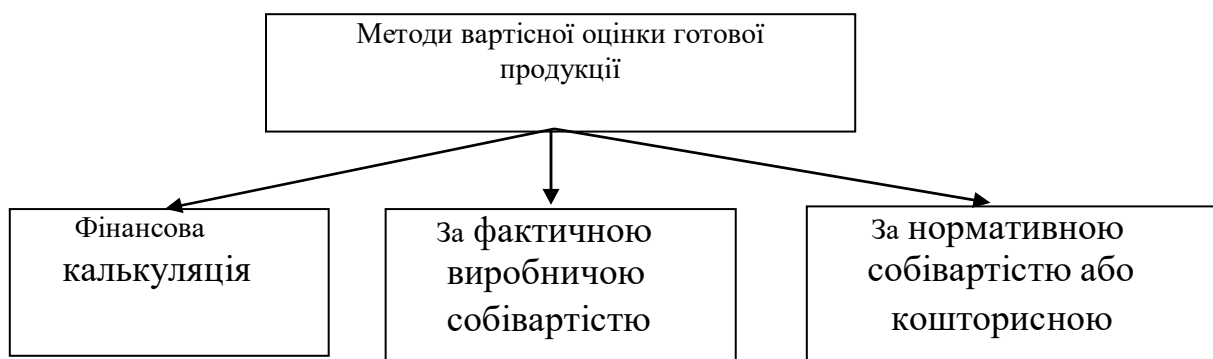 Методи вартісної оцінки готової
продукції
Фінансова
калькуляція
За фактичною
виробничою
собівартістю
За нормативною
собівартістю або
кошторисною